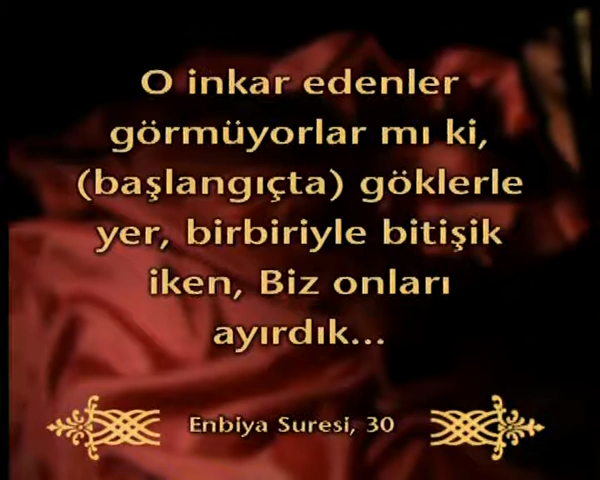 O inkar edenler
görmüyorlar mı ki,
(başlangıçta) göklerle
yer, birbiriyle bitişik
iken, Biz onları
ayırdık...
Enbiya Suresi, 30